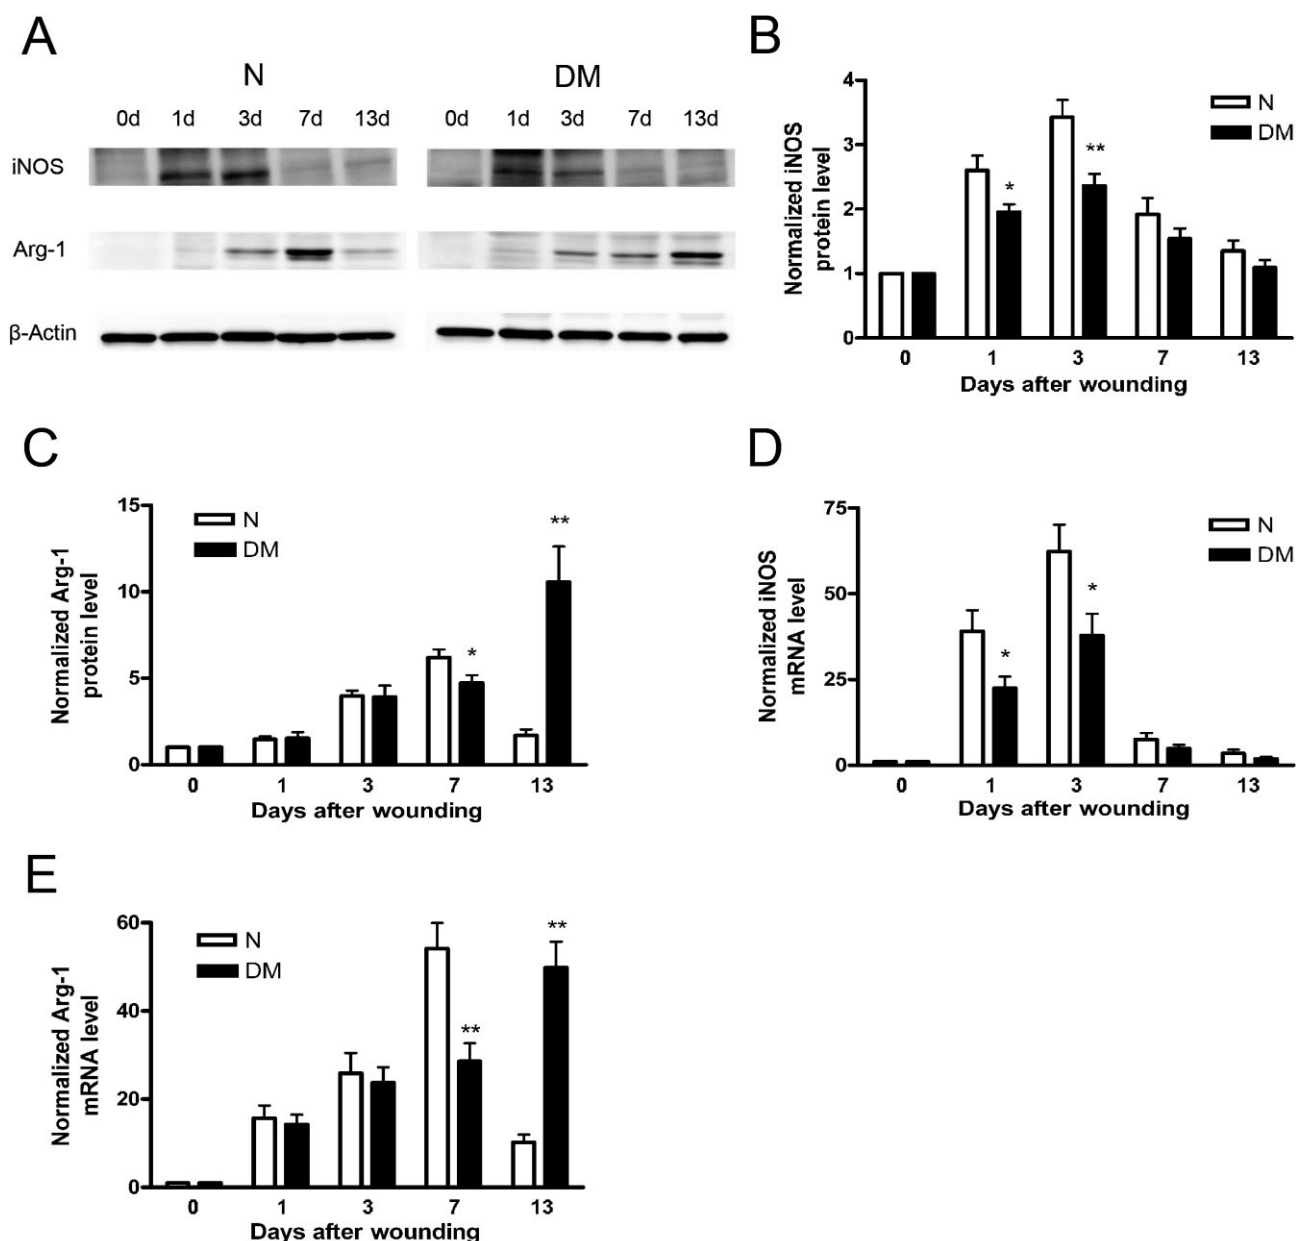 A
N
DM
0d 1d 3d 7d 13d
0d 1d 3d 7d 13d
iNOS
Arg-1
β-Actin
B
Normalized iNOS
protein level
4
3
2
1
0
N
DM
*
**
0 1 3 7 13
Days after wounding
C
Normalized Arg-1
protein level
15
10
5
0
N
DM
*
**
0 1 3 7 13
Days after wounding
D
Normalized iNOS
mRNA level
75
50
25
0
N
DM
*
*
0 1 3 7 13
Days after wounding
E
Normalized Arg-1
mRNA level
60
40
20
0
N
DM
**
**
0 1 3 7 13
Days after wounding